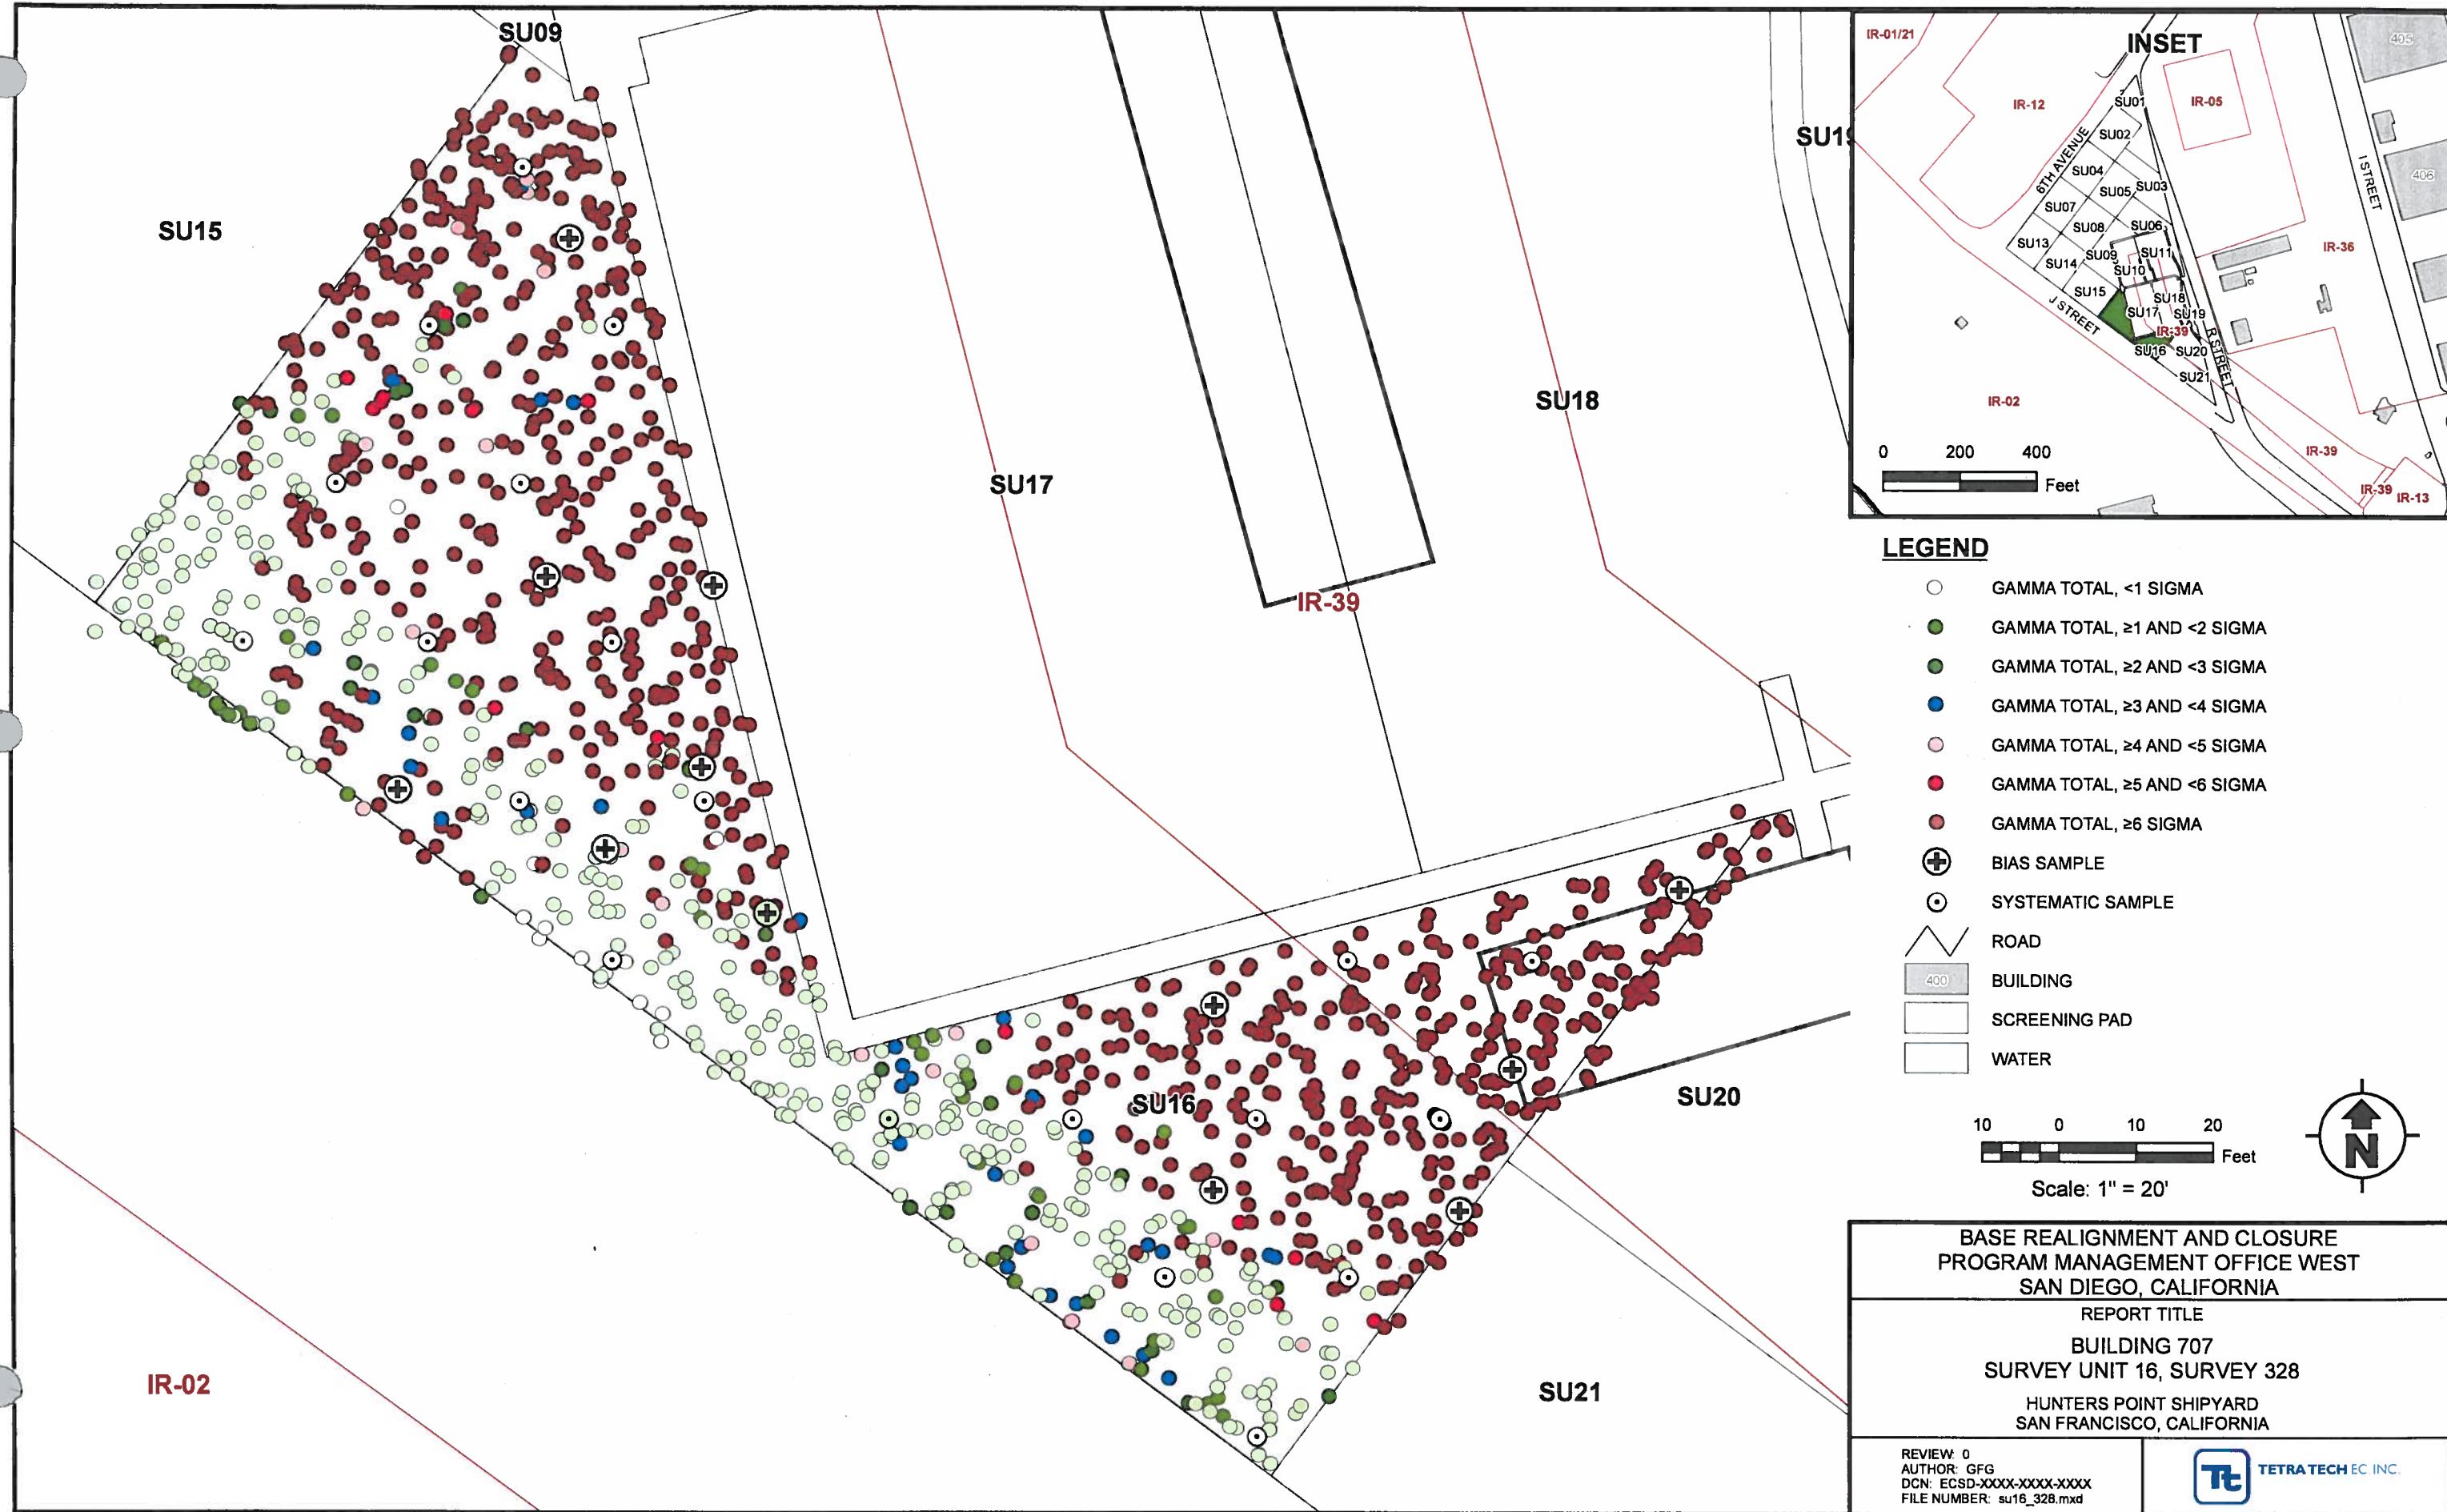 SU09
SU15
SU17
SU18
SU19
IR-39
SU16
SU20
SU21
IR-02
INSET
IR-01/21
IR-12
IR-05
405
406
I STREET
6TH AVENUE
SU01
SU02
SU04
SU05
SU03
SU07
SU08
SU06
SU13
SU09
SU11
SU14
SU10
SU15
SU18
SU17
SU19
IR-39
SU16
SU20
SU21
J STREET
R STREET
IR-36
IR-02
IR-39
IR-39
IR-13
0 200 400
Feet
LEGEND
GAMMA TOTAL, <1 SIGMA
GAMMA TOTAL, ≥1 AND <2 SIGMA
GAMMA TOTAL, ≥2 AND <3 SIGMA
GAMMA TOTAL, ≥3 AND <4 SIGMA
GAMMA TOTAL, ≥4 AND <5 SIGMA
GAMMA TOTAL, ≥5 AND <6 SIGMA
GAMMA TOTAL, ≥6 SIGMA
BIAS SAMPLE
SYSTEMATIC SAMPLE
ROAD
400 BUILDING
SCREENING PAD
WATER
10 0 10 20
Feet
Scale: 1" = 20'
N
BASE REALIGNMENT AND CLOSURE
PROGRAM MANAGEMENT OFFICE WEST
SAN DIEGO, CALIFORNIA
REPORT TITLE
BUILDING 707
SURVEY UNIT 16, SURVEY 328
HUNTERS POINT SHIPYARD
SAN FRANCISCO, CALIFORNIA
REVIEW: 0
AUTHOR: GFG
DCN: ECSD-XXXX-XXXX-XXXX
FILE NUMBER: su16_328.mxd
Tt
TETRA TECH EC INC.